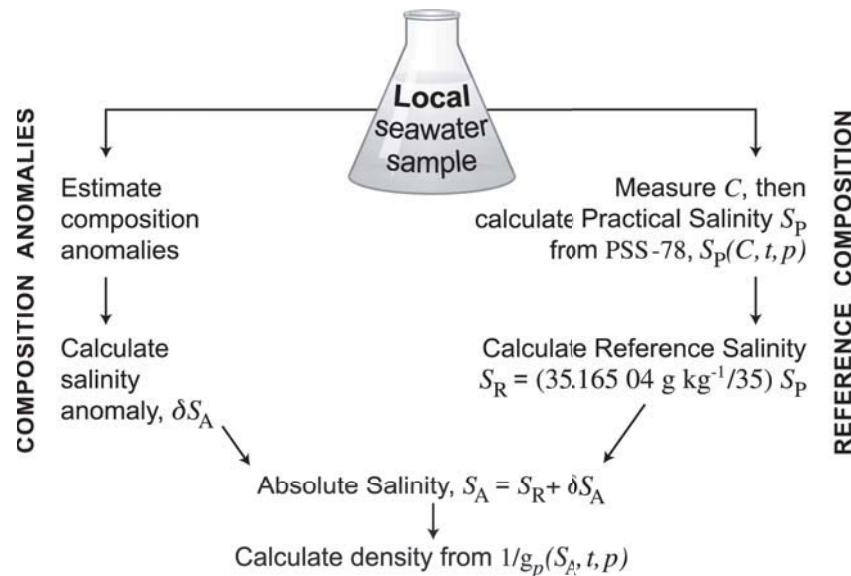 Local
seawater
sample
COMPOSITION ANOMALIES
Estimate
composition
anomalies
Calculate
salinity
anomaly, δS_A
REFERENCE COMPOSITION
Measure C, then
calculate Practical Salinity S_P
from PSS-78, S_P(C, t, p)
Calculate Reference Salinity
S_R = (35.165 04 g kg⁻¹/35) S_P
Absolute Salinity, S_A = S_R + δS_A
Calculate density from 1/g_p(S_A, t, p)